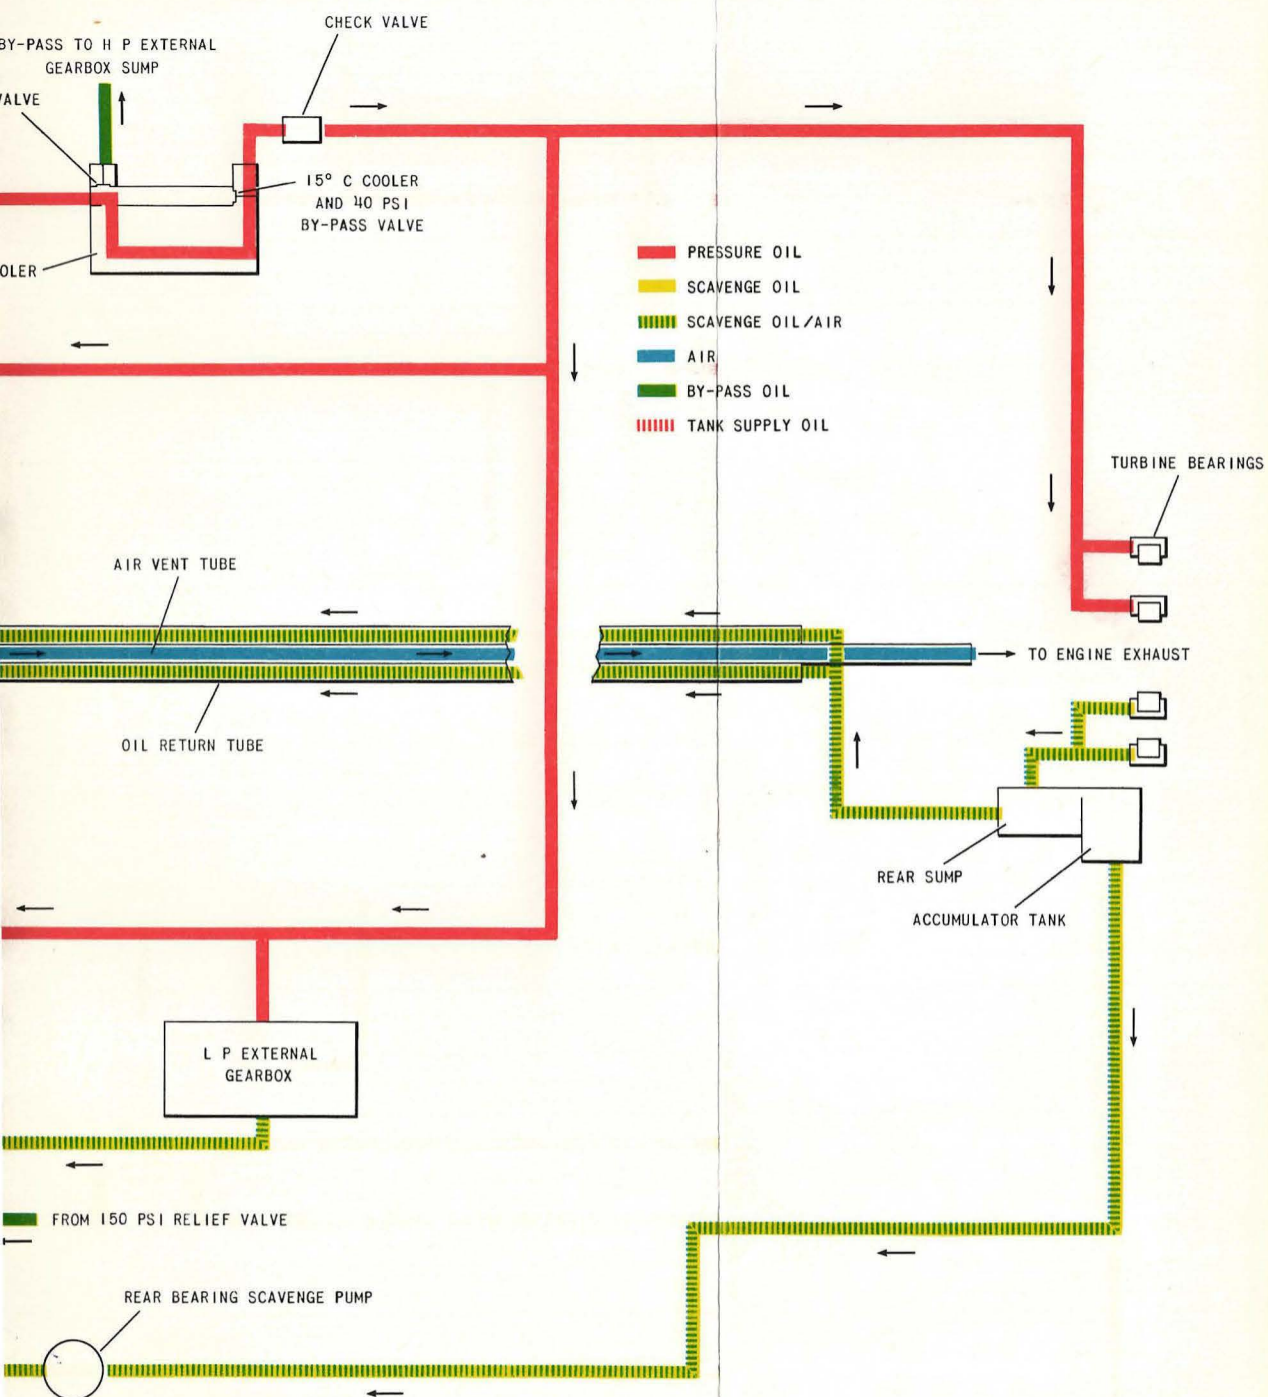 CHECK VALVE
BY-PASS TO H P EXTERNAL
GEARBOX SUMP
VALVE
15° C COOLER
AND 40 PSI
BY-PASS VALVE
OLER
PRESSURE OIL
SCAVENGE OIL
SCAVENGE OIL/AIR
AIR
BY-PASS OIL
TANK SUPPLY OIL
TURBINE BEARINGS
AIR VENT TUBE
TO ENGINE EXHAUST
OIL RETURN TUBE
REAR SUMP
ACCUMULATOR TANK
L P EXTERNAL
GEARBOX
FROM 150 PSI RELIEF VALVE
REAR BEARING SCAVENGE PUMP